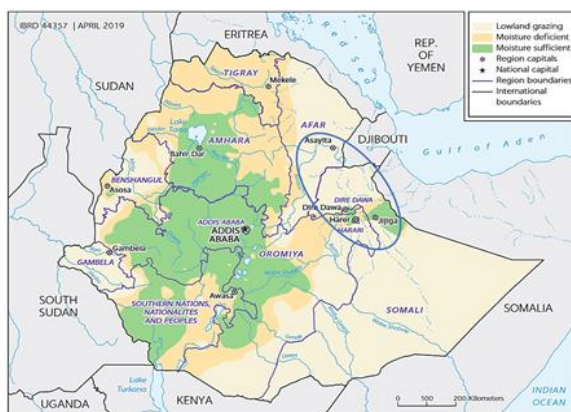 IBRD 44357 | APRIL 2019
Lowland grazing
Moisture deficient
Moisture sufficient
Region capitals
National capital
Region boundaries
International
boundaries
ERITREA
REP.
OF
YEMEN
Red Sea
SUDAN
TIGRAY
Mekele
AFAR
DJIBOUTI
Gulf of Aden
Lake
Tana
AMHARA
Asayita
Bahir Dar
BENSHANGUL
Asosa
DIRE DAWA
Dire Dawa
Harer
Jijiga
HARARI
ADDIS ABABA
ADDIS
ABABA
Gambela
GAMBELA
OROMIYA
SOUTH
SUDAN
SOUTHERN NATIONS,
NATIONALITIES
AND PEOPLES
Awasa
SOMALI
SOMALIA
Lake
Turkana
UGANDA
KENYA
0
100
200 Kilometers
INDIAN
OCEAN